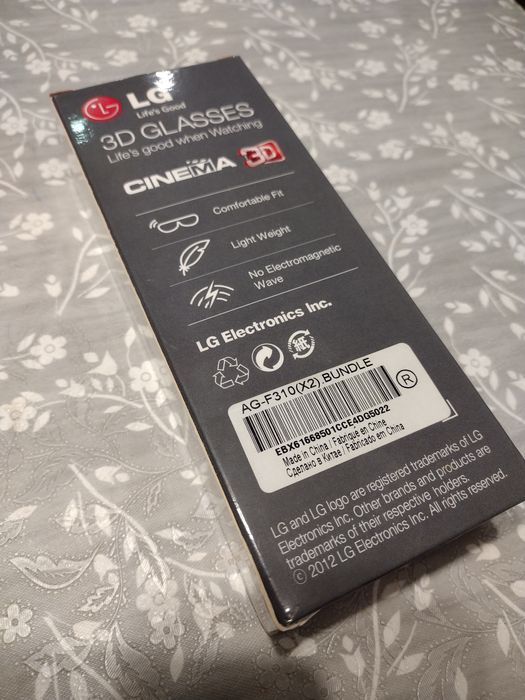 LG
Life's Good
3D GLASSES
Life's good when Watching
CINEMA 3D
Comfortable Fit
Light Weight
No Electromagnetic
Wave
LG Electronics Inc.
紙
AG-F310(X2) BUNDLE
®
EBX61668501CCE4DG5022
Made in China / Fabriqué en Chine
Сделано в Китае / Fabricado em China
LG and LG logo are registered trademarks of LG
Electronics Inc. Other brands and products are
trademarks of their respective holders.
© 2012 LG Electronics Inc. All rights reserved.